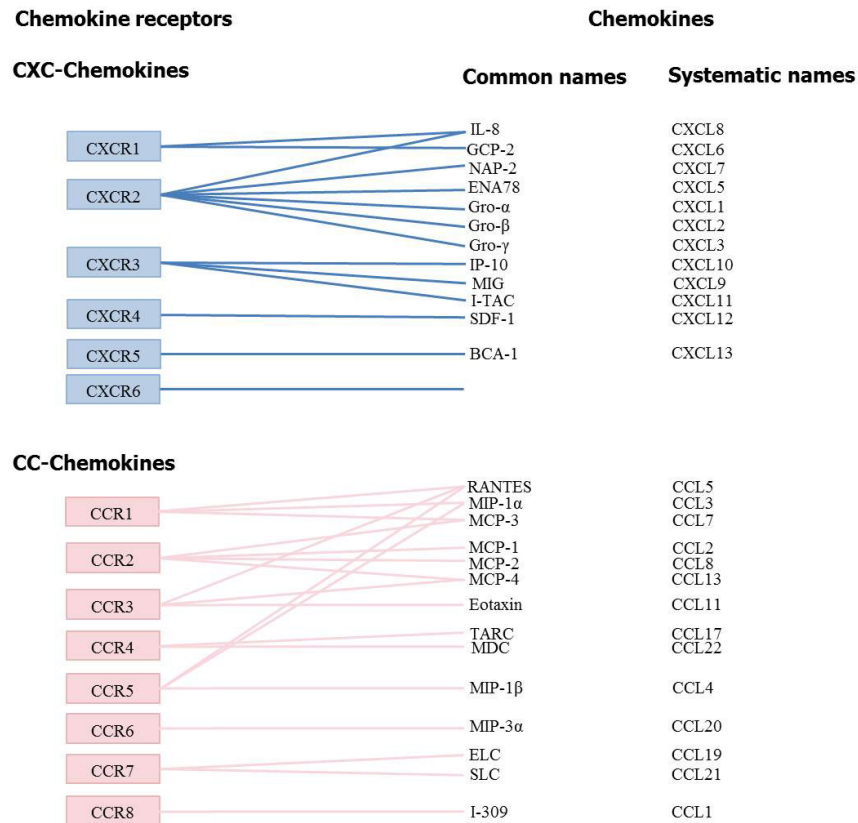 Chemokine receptors Chemokines
CXC-Chemokines Common names Systematic names
IL-8 CXCL8
CXCR1 GCP-2 CXCL6
NAP-2 CXCL7
CXCR2 ENA78 CXCL5
Gro-α CXCL1
Gro-β CXCL2
Gro-γ CXCL3
CXCR3 IP-10 CXCL10
MIG CXCL9
I-TAC CXCL11
CXCR4 SDF-1 CXCL12
CXCR5 BCA-1 CXCL13
CXCR6
CC-Chemokines
RANTES CCL5
MIP-1α CCL3
CCR1 MCP-3 CCL7
MCP-1 CCL2
CCR2 MCP-2 CCL8
MCP-4 CCL13
CCR3 Eotaxin CCL11
TARC CCL17
CCR4 MDC CCL22
CCR5 MIP-1β CCL4
CCR6 MIP-3α CCL20
ELC CCL19
CCR7 SLC CCL21
CCR8 I-309 CCL1